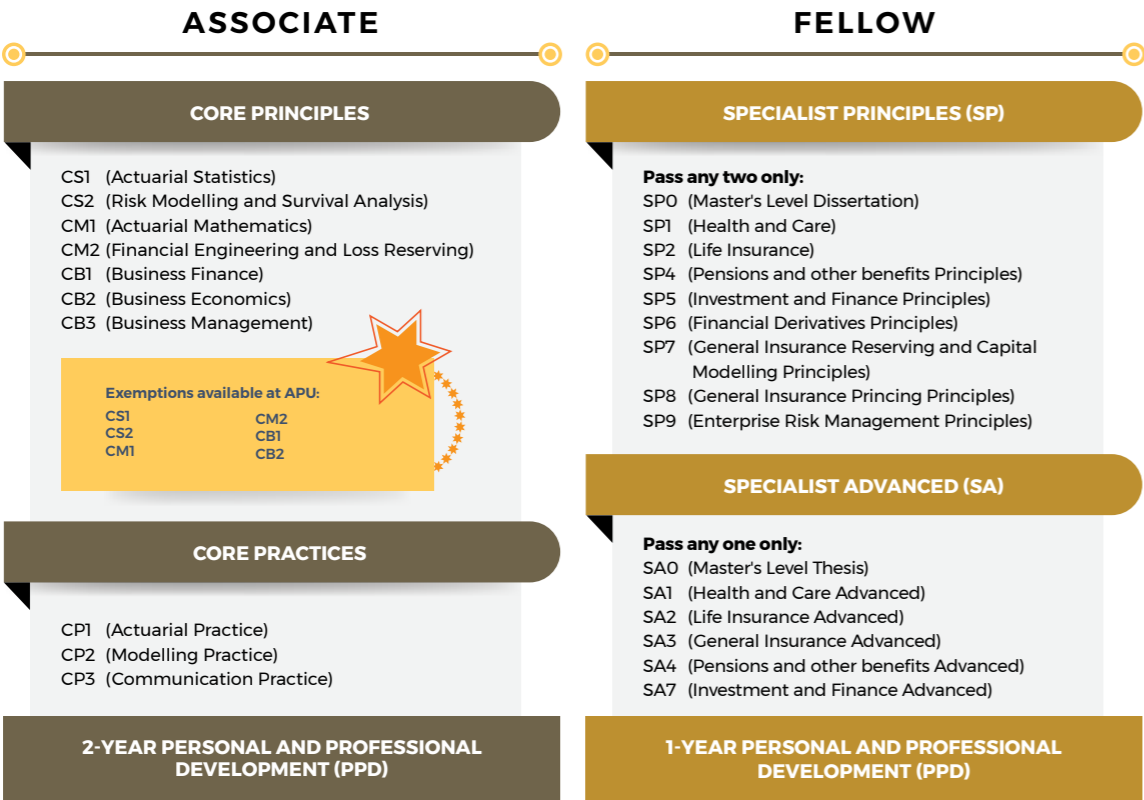 ASSOCIATE
CORE PRINCIPLES
CS1 (Actuarial Statistics)
CS2 (Risk Modelling and Survival Analysis)
CM1 (Actuarial Mathematics)
CM2 (Financial Engineering and Loss Reserving)
CB1 (Business Finance)
CB2 (Business Economics)
CB3 (Business Management)
Exemptions available at APU:
CS1
CS2
CM1
CM2
CB1
CB2
CORE PRACTICES
CP1 (Actuarial Practice)
CP2 (Modelling Practice)
CP3 (Communication Practice)
2-YEAR PERSONAL AND PROFESSIONAL
DEVELOPMENT (PPD)
FELLOW
SPECIALIST PRINCIPLES (SP)
Pass any two only:
SP0 (Master's Level Dissertation)
SP1 (Health and Care)
SP2 (Life Insurance)
SP4 (Pensions and other benefits Principles)
SP5 (Investment and Finance Principles)
SP6 (Financial Derivatives Principles)
SP7 (General Insurance Reserving and Capital
Modelling Principles)
SP8 (General Insurance Princing Principles)
SP9 (Enterprise Risk Management Principles)
SPECIALIST ADVANCED (SA)
Pass any one only:
SA0 (Master's Level Thesis)
SA1 (Health and Care Advanced)
SA2 (Life Insurance Advanced)
SA3 (General Insurance Advanced)
SA4 (Pensions and other benefits Advanced)
SA7 (Investment and Finance Advanced)
1-YEAR PERSONAL AND PROFESSIONAL
DEVELOPMENT (PPD)